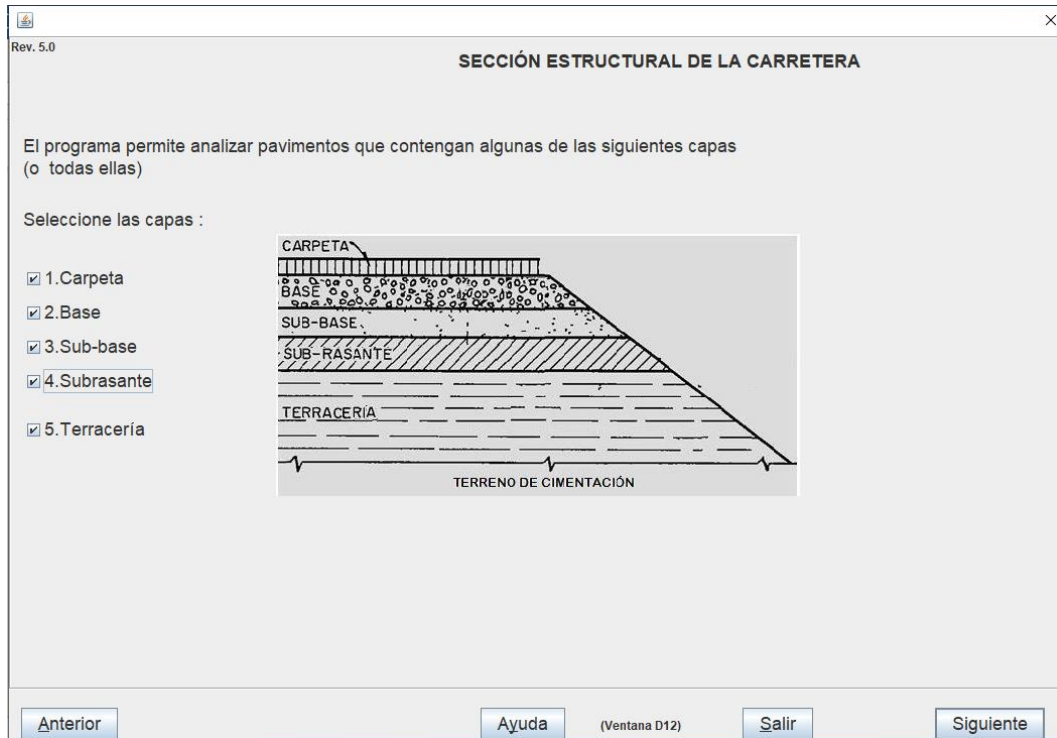 Rev. 5.0
SECCIÓN ESTRUCTURAL DE LA CARRETERA
El programa permite analizar pavimentos que contengan algunas de las siguientes capas
(o todas ellas)
Seleccione las capas :
1.Carpeta
2.Base
3.Sub-base
4.Subrasante
5.Terracería
CARPETA
BASE
SUB-BASE
SUB-RASANTE
TERRACERÍA
TERRENO DE CIMENTACIÓN
Anterior
Ayuda
(Ventana D12)
Salir
Siguiente